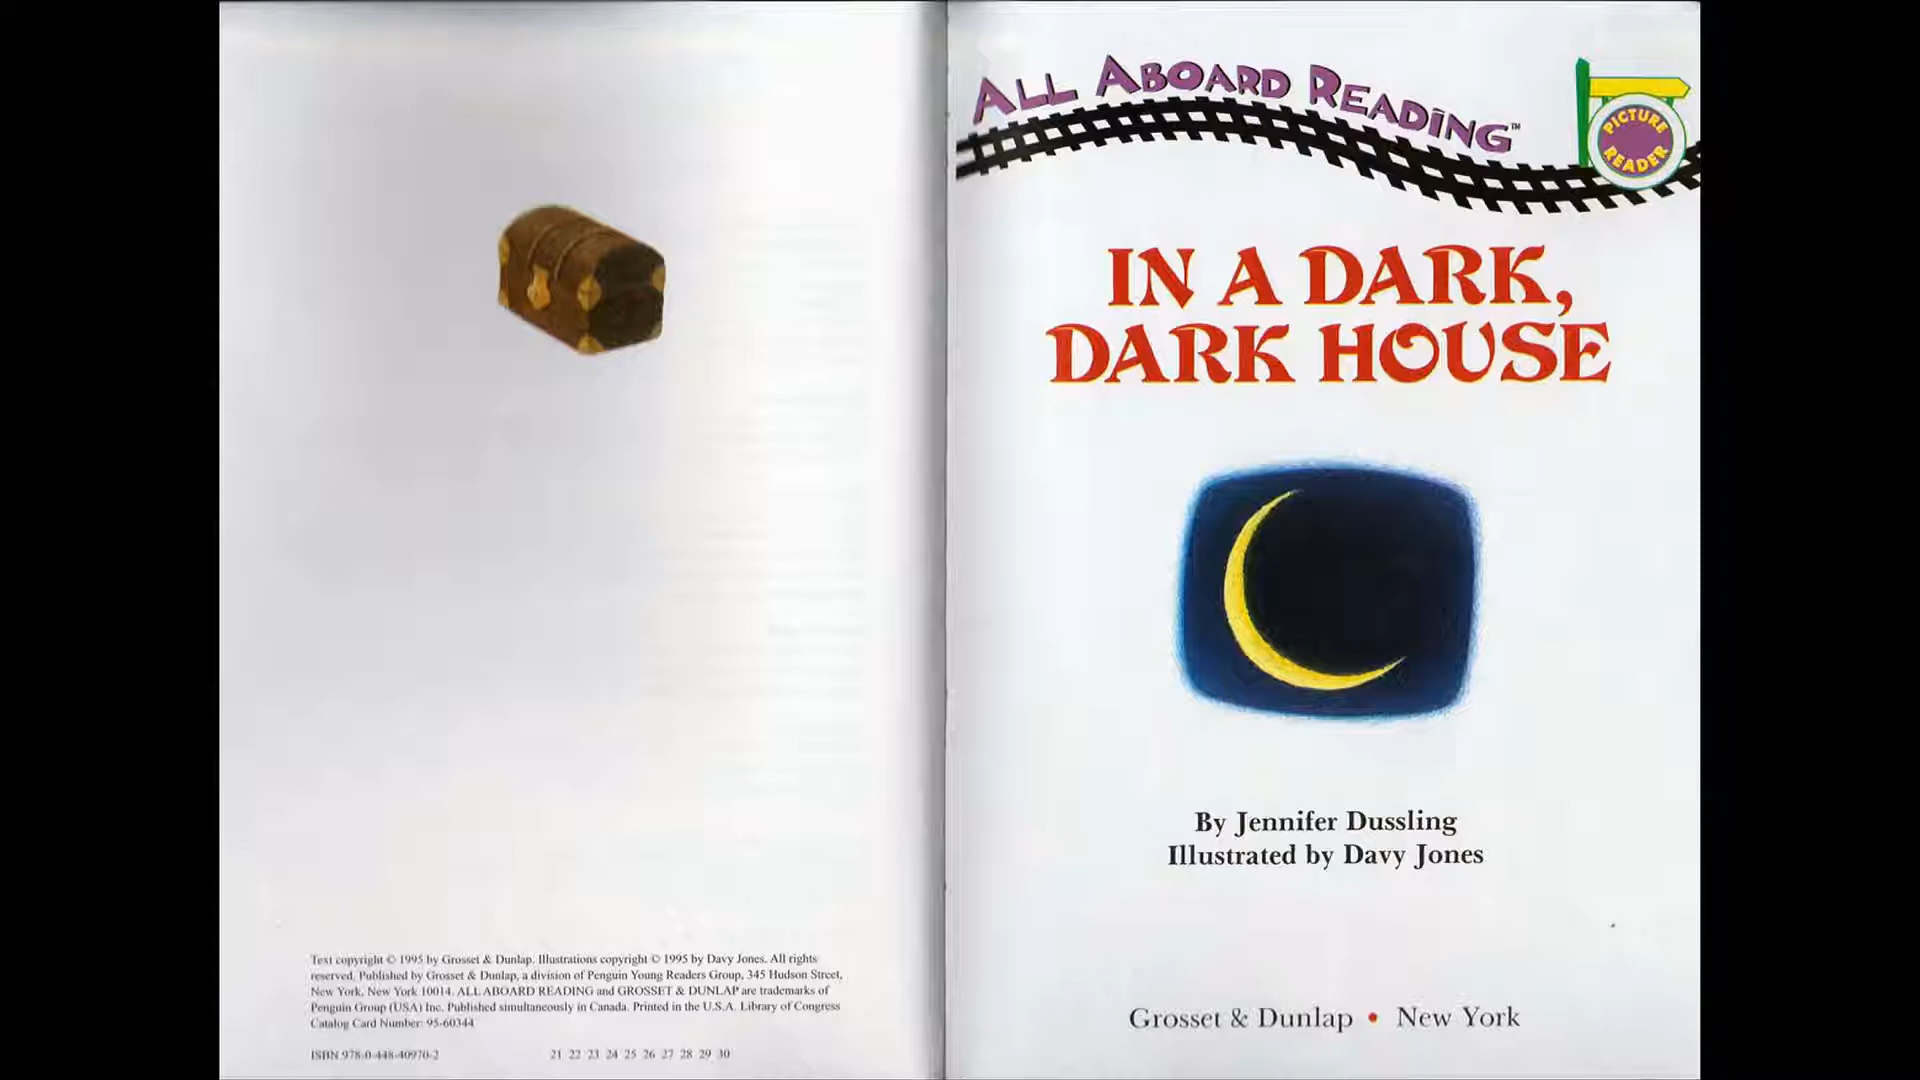 Text copyright © 1995 by Grosset & Dunlap. Illustrations copyright © 1995 by Davy Jones. All rights
reserved. Published by Grosset & Dunlap, a division of Penguin Young Readers Group, 345 Hudson Street,
New York, New York 10014. ALL ABOARD READING and GROSSET & DUNLAP are trademarks of
Penguin Group (USA) Inc. Published simultaneously in Canada. Printed in the U.S.A. Library of Congress
Catalog Card Number: 95-60344
ISBN 978-0-448-40970-2 21 22 23 24 25 26 27 28 29 30
ALL ABOARD READING™
PICTURE
READER
IN A DARK,
DARK HOUSE
By Jennifer Dussling
Illustrated by Davy Jones
Grosset & Dunlap • New York